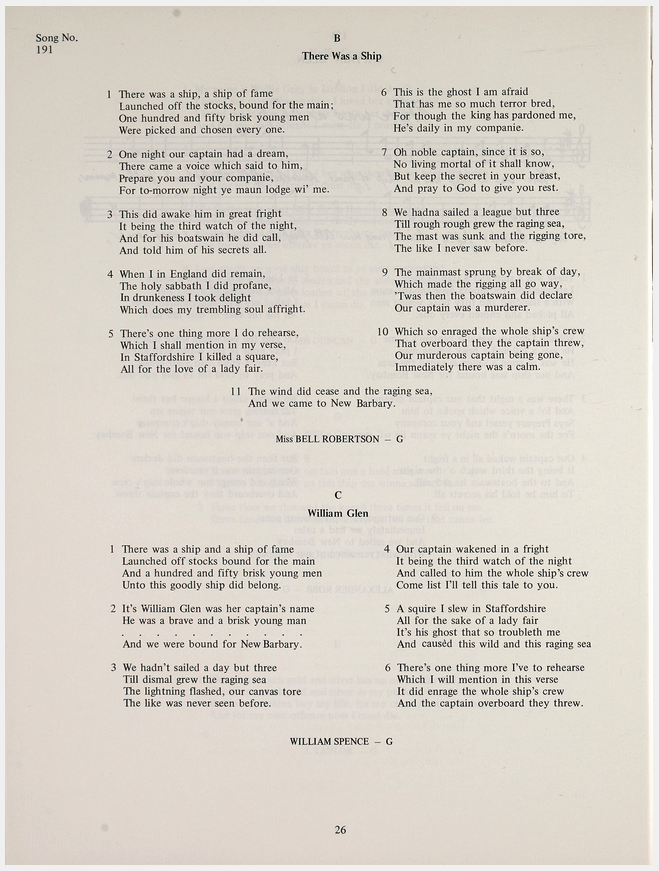 Song No.
191
B
There Was a Ship
1 There was a ship, a ship of fame
Launched off the stocks, bound for the main;
One hundred and fifty brisk young men
Were picked and chosen every one.
2 One night our captain had a dream,
There came a voice which said to him,
Prepare you and your companie,
For to-morrow night ye maun lodge wi' me.
3 This did awake him in great fright
It being the third watch of the night,
And for his boatswain he did call,
And told him of his secrets all.
4 When I in England did remain,
The holy sabbath I did profane,
In drunkeness I took delight
Which does my trembling soul affright.
5 There's one thing more I do rehearse,
Which I shall mention in my verse,
In Staffordshire I killed a square,
All for the love of a lady fair.
6 This is the ghost I am afraid
That has me so much terror bred,
For though the king has pardoned me,
He's daily in my companie.
7 Oh noble captain, since it is so,
No living mortal of it shall know,
But keep the secret in your breast,
And pray to God to give you rest.
8 We hadna sailed a league but three
Till rough rough grew the raging sea,
The mast was sunk and the rigging tore,
The like I never saw before.
9 The mainmast sprung by break of day,
Which made the rigging all go way,
'Twas then the boatswain did declare
Our captain was a murderer.
10 Which so enraged the whole ship's crew
That overboard they the captain threw,
Our murderous captain being gone,
Immediately there was a calm.
11 The wind did cease and the raging sea,
And we came to New Barbary.
Miss BELL ROBERTSON – G
C
William Glen
1 There was a ship and a ship of fame
Launched off stocks bound for the main
And a hundred and fifty brisk young men
Unto this goodly ship did belong.
2 It's William Glen was her captain's name
He was a brave and a brisk young man
. . . . . . . . . . . .
And we were bound for New Barbary.
3 We hadn't sailed a day but three
Till dismal grew the raging sea
The lightning flashed, our canvas tore
The like was never seen before.
4 Our captain wakened in a fright
It being the third watch of the night
And called to him the whole ship's crew
Come list I'll tell this tale to you.
5 A squire I slew in Staffordshire
All for the sake of a lady fair
It's his ghost that so troubleth me
And causèd this wild and this raging sea
6 There's one thing more I've to rehearse
Which I will mention in this verse
It did enrage the whole ship's crew
And the captain overboard they threw.
WILLIAM SPENCE – G
26